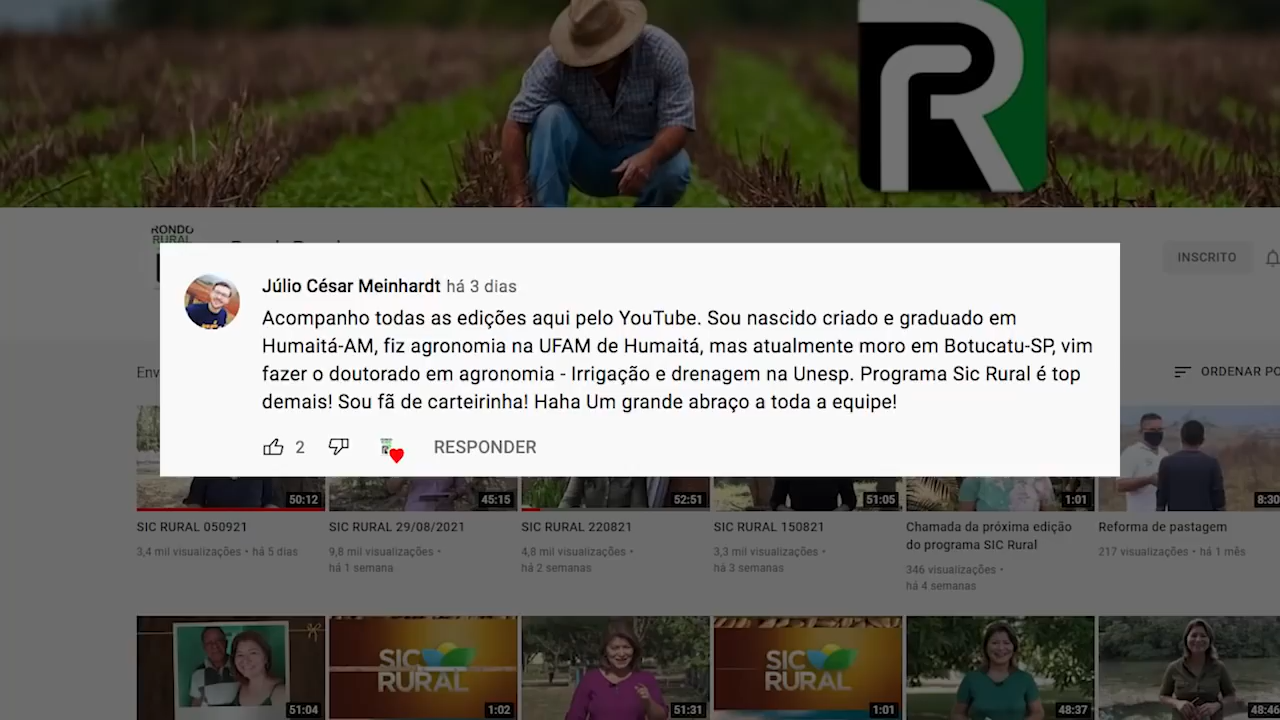 R
RONDO
RURAL
INSCRITO
Júlio César Meinhardt há 3 dias
Acompanho todas as edições aqui pelo YouTube. Sou nascido criado e graduado em
Humaitá-AM, fiz agronomia na UFAM de Humaitá, mas atualmente moro em Botucatu-SP, vim
fazer o doutorado em agronomia - Irrigação e drenagem na Unesp. Programa Sic Rural é top
demais! Sou fã de carteirinha! Haha Um grande abraço a toda a equipe!
2 RESPONDER
Env
ORDENAR PO
50:12
45:15
52:51
51:05
1:01
8:30
SIC RURAL 050921
3,4 mil visualizações • há 5 dias
SIC RURAL 29/08/2021
9,8 mil visualizações •
há 1 semana
SIC RURAL 220821
4,8 mil visualizações •
há 2 semanas
SIC RURAL 150821
3,3 mil visualizações •
há 3 semanas
Chamada da próxima edição
do programa SIC Rural
346 visualizações •
há 4 semanas
Reforma de pastagem
217 visualizações • há 1 mês
51:04
SIC
RURAL
1:02
51:31
SIC
RURAL
1:01
48:37
48:46